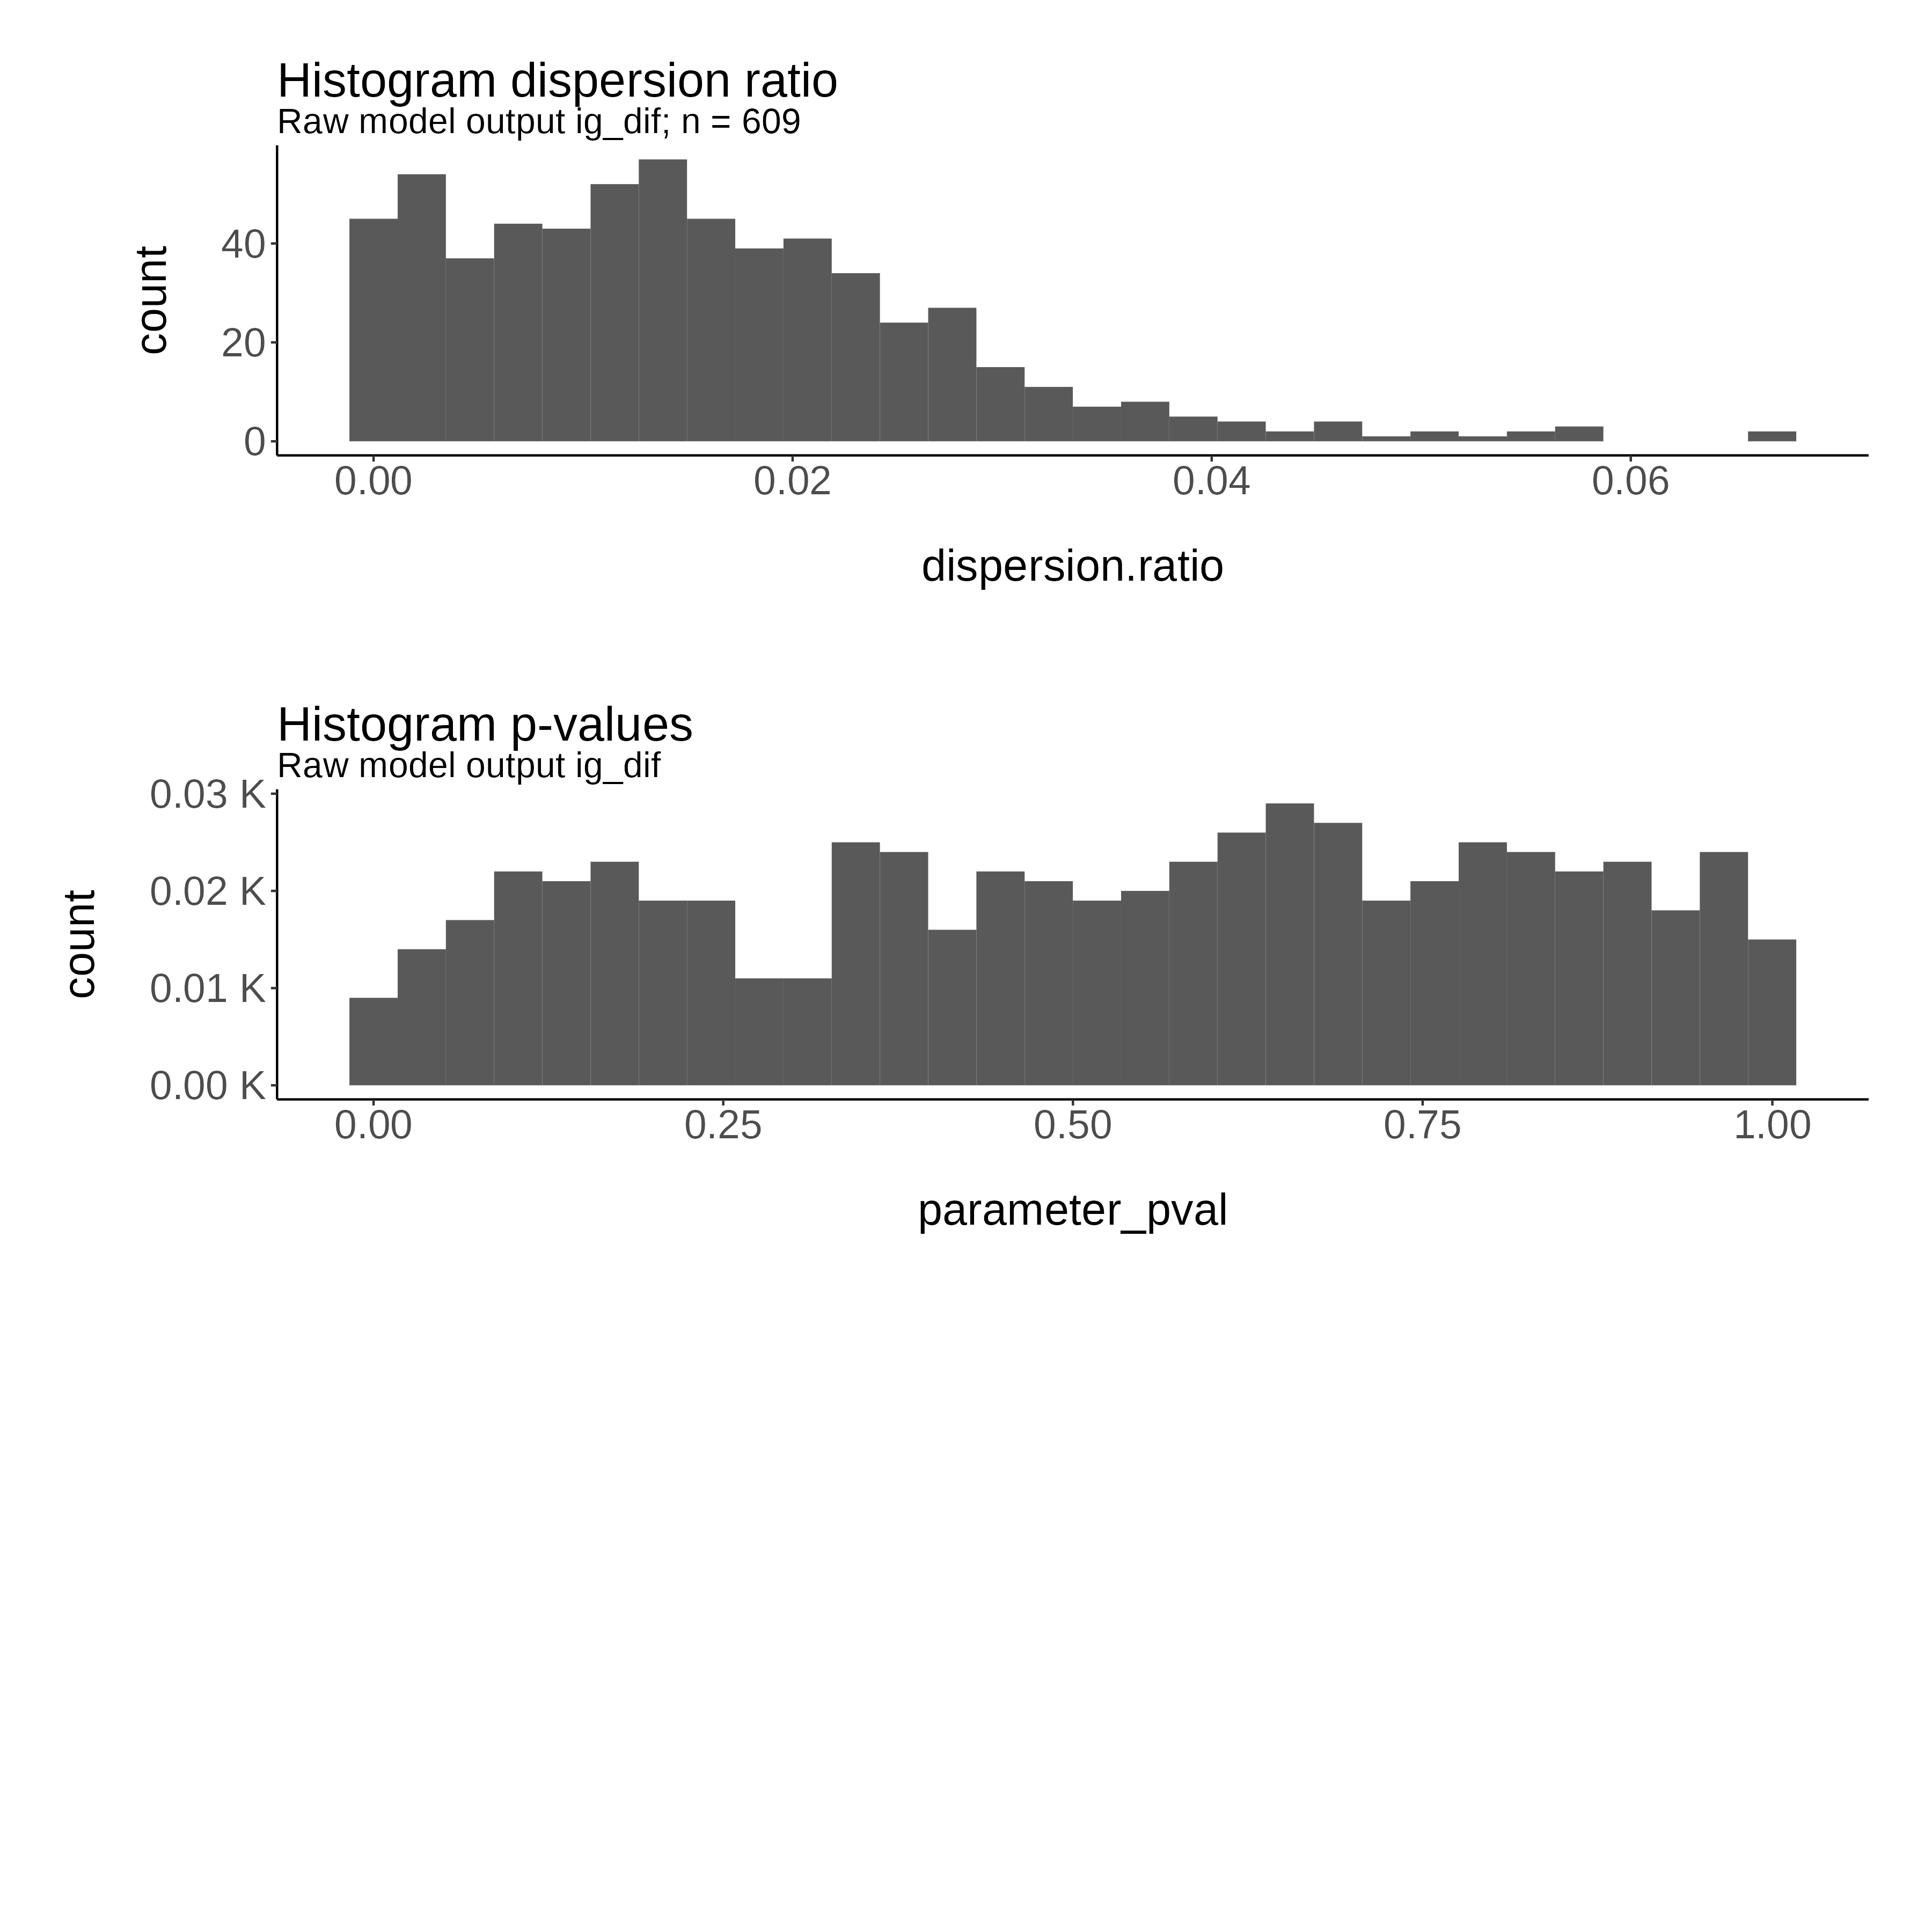 Histogram dispersion ratio
Raw model output ig_dif; n = 609
count
40
20
0
0.00 0.02 0.04 0.06
dispersion.ratio
Histogram p-values
Raw model output ig_dif
count
0.03 K
0.02 K
0.01 K
0.00 K
0.00 0.25 0.50 0.75 1.00
parameter_pval